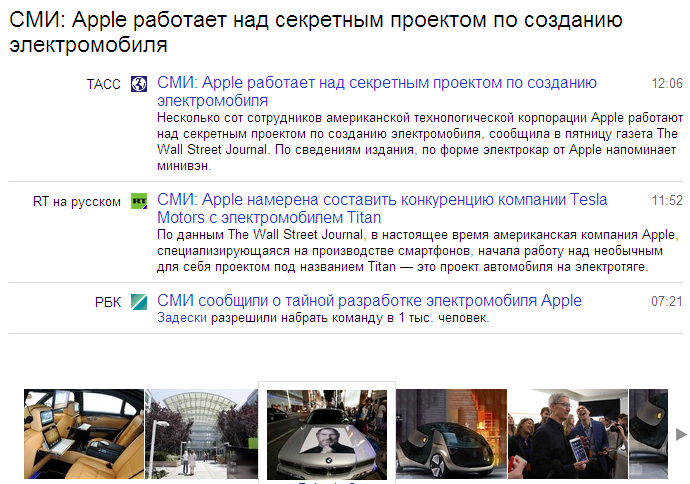 СМИ: Apple работает над секретным проектом по созданию
электромобиля
ТАСС
СМИ: Apple работает над секретным проектом по созданию
электромобиля
12:06
Несколько сот сотрудников американской технологической корпорации Apple работают
над секретным проектом по созданию электромобиля, сообщила в пятницу газета The
Wall Street Journal. По сведениям издания, по форме электрокар от Apple напоминает
минивэн.
RT на русском
RT
СМИ: Apple намерена составить конкуренцию компании Tesla
Motors с электромобилем Titan
11:52
По данным The Wall Street Journal, в настоящее время американская компания Apple,
специализирующаяся на производстве смартфонов, начала работу над необычным
для себя проектом под названием Titan — это проект автомобиля на электротяге.
РБК
СМИ сообщили о тайной разработке электромобиля Apple
07:21
Задески разрешили набрать команду в 1 тыс. человек.